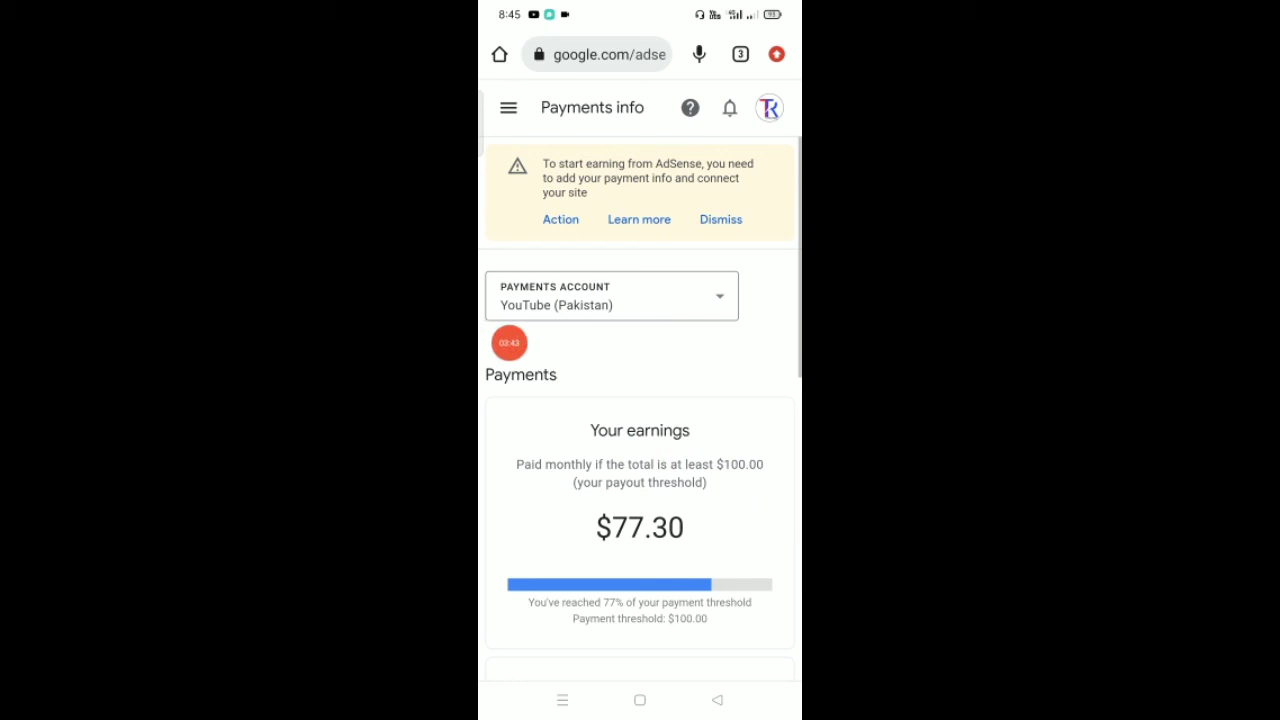 8:45
google.com/adse
3
Payments info
TR
To start earning from AdSense, you need
to add your payment info and connect
your site
Action Learn more Dismiss
PAYMENTS ACCOUNT
YouTube (Pakistan)
03:43
Payments
Your earnings
Paid monthly if the total is at least $100.00
(your payout threshold)
$77.30
You've reached 77% of your payment threshold
Payment threshold: $100.00